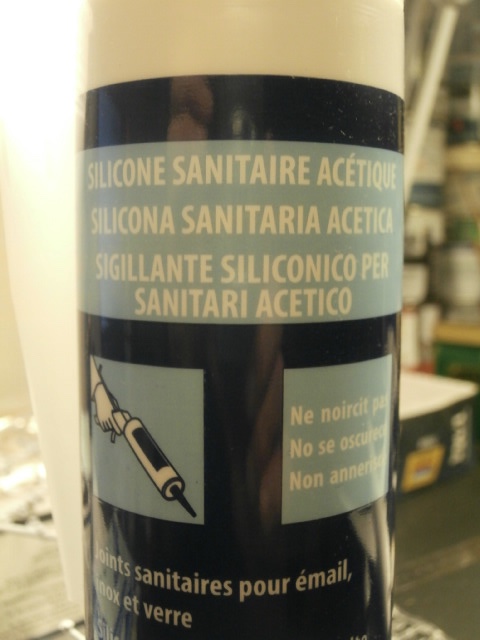 SILICONE SANITAIRE ACÉTIQUE
SILICONA SANITARIA ACETICA
SIGILLANTE SILICONICO PER
SANITARI ACETICO
Ne noircit pas
No se oscurece
Non annerisce
Joints sanitaires pour émail,
inox et verre